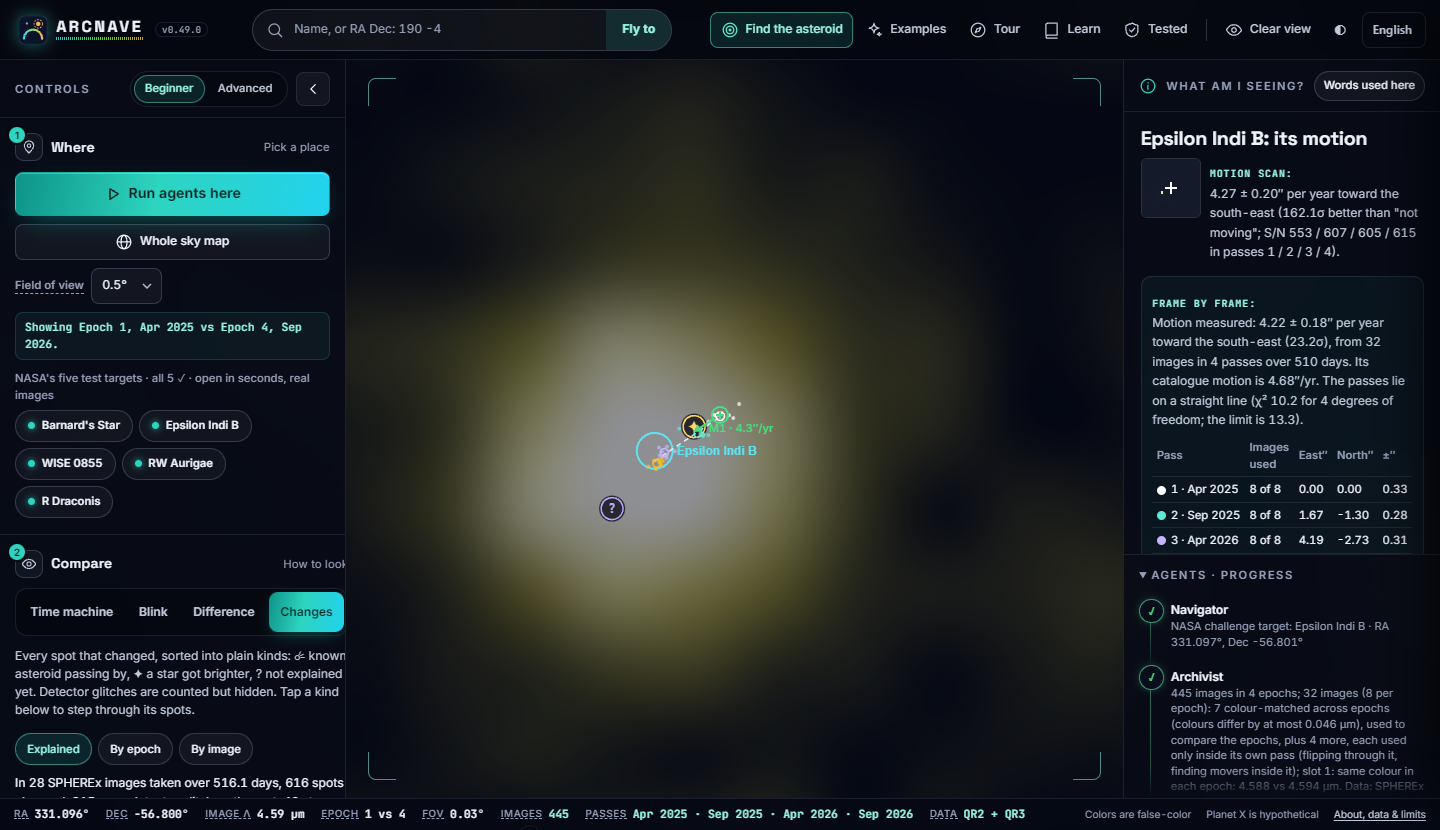 ARCNAVE v0.49.0
Name, or RA Dec: 190 -4
Fly to
Find the asteroid
Examples
Tour
Learn
Tested
Clear view
English
CONTROLS
Beginner
Advanced
1
Where
Pick a place
Run agents here
Whole sky map
Field of view
0.5°
Showing Epoch 1, Apr 2025 vs Epoch 4, Sep
2026.
NASA's five test targets · all 5 ✓ · open in seconds, real
images
Barnard's Star
Epsilon Indi B
WISE 0855
RW Aurigae
R Draconis
2
Compare
How to look
Time machine
Blink
Difference
Changes
Every spot that changed, sorted into plain kinds: ☄ known
asteroid passing by, ✦ a star got brighter, ? not explained
yet. Detector glitches are counted but hidden. Tap a kind
below to step through its spots.
Explained
By epoch
By image
In 28 SPHEREx images taken over 516.1 days, 616 spots
M1 · 4.3″/yr
Epsilon Indi B
?
WHAT AM I SEEING?
Words used here
Epsilon Indi B: its motion
MOTION SCAN:
4.27 ± 0.20″ per year toward the
south-east (162.1σ better than "not
moving"; S/N 553 / 607 / 605 / 615
in passes 1 / 2 / 3 / 4).
FRAME BY FRAME:
Motion measured: 4.22 ± 0.18″ per year
toward the south-east (23.2σ), from 32
images in 4 passes over 510 days. Its
catalogue motion is 4.68″/yr. The passes lie
on a straight line (χ² 10.2 for 4 degrees of
freedom; the limit is 13.3).
Pass Images used East″ North″ ±″
1 · Apr 2025 8 of 8 0.00 0.00 0.33
2 · Sep 2025 8 of 8 1.67 -1.30 0.28
3 · Apr 2026 8 of 8 4.19 -2.73 0.31
▼ AGENTS · PROGRESS
Navigator
NASA challenge target: Epsilon Indi B · RA
331.097°, Dec -56.801°
Archivist
445 images in 4 epochs; 32 images (8 per
epoch): 7 colour-matched across epochs
(colours differ by at most 0.046 µm), used to
compare the epochs, plus 4 more, each used
only inside its own pass (flipping through it,
finding movers inside it); slot 1: same colour in
each epoch: 4.588 vs 4.594 µm. Data: SPHEREx
RA 331.096° DEC -56.800° IMAGE Λ 4.59 µm EPOCH 1 vs 4 FOV 0.03° IMAGES 445 PASSES Apr 2025 · Sep 2025 · Apr 2026 · Sep 2026 DATA QR2 + QR3
Colors are false-color
Planet X is hypothetical
About, data & limits